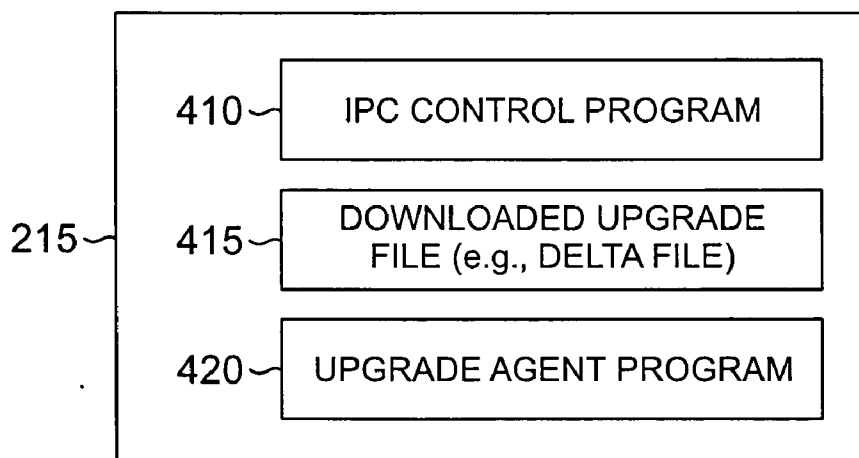 410 IPC CONTROL PROGRAM
215 415 DOWNLOADED UPGRADE
FILE (e.g., DELTA FILE)
420 UPGRADE AGENT PROGRAM